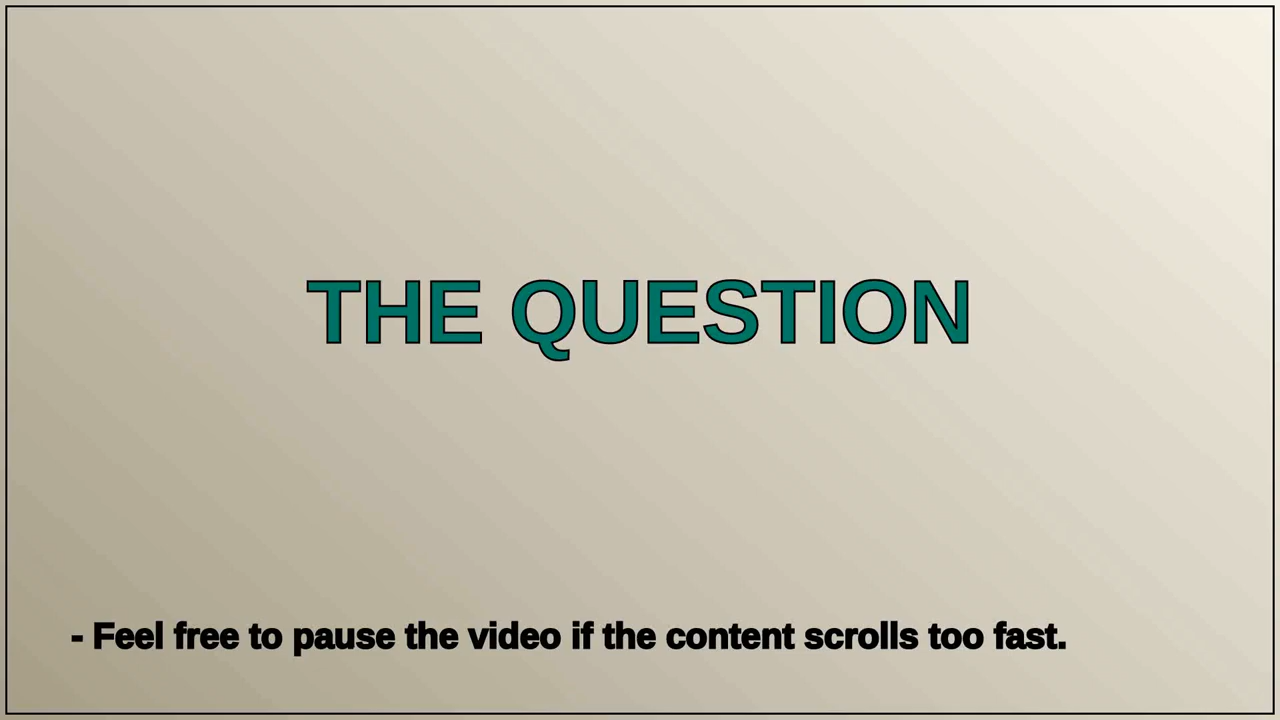 THE QUESTION
- Feel free to pause the video if the content scrolls too fast.